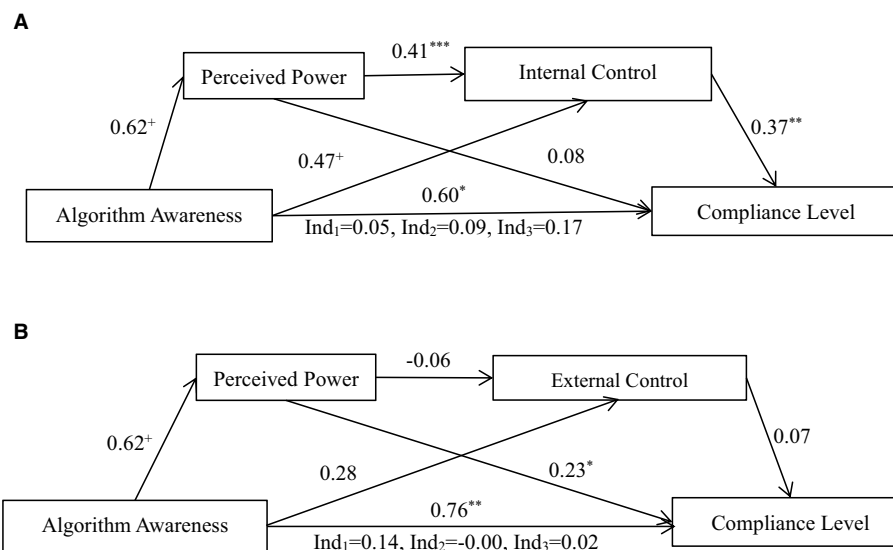 A
0.41***
Perceived Power
Internal Control
0.62⁺
0.37**
0.47⁺
0.08
0.60*
Algorithm Awareness
Compliance Level
Ind₁=0.05, Ind₂=0.09, Ind₃=0.17
B
-0.06
Perceived Power
External Control
0.62⁺
0.07
0.28
0.23*
0.76**
Algorithm Awareness
Compliance Level
Ind₁=0.14, Ind₂=-0.00, Ind₃=0.02